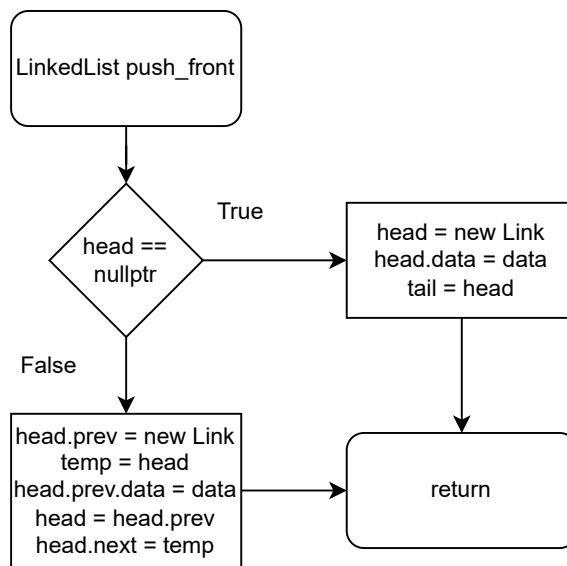 LinkedList push_front
True
head ==
nullptr
head = new Link
head.data = data
tail = head
False
head.prev = new Link
temp = head
head.prev.data = data
head = head.prev
head.next = temp
return